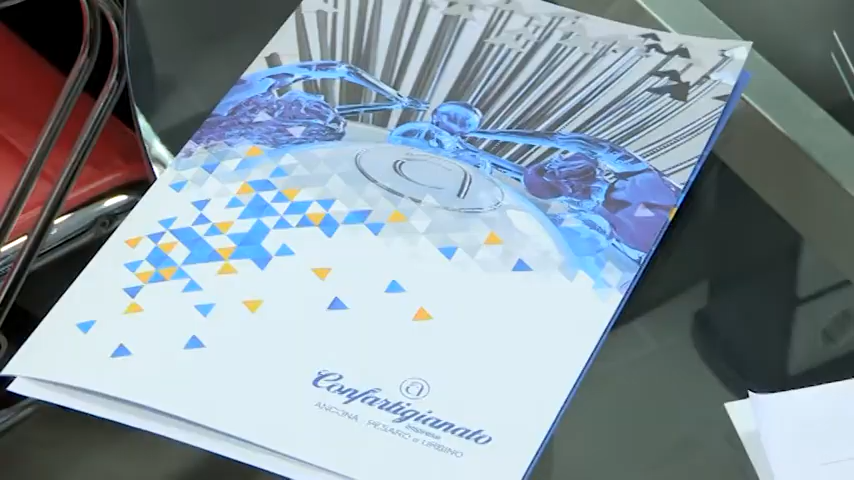 a
a
Confartigianato
Imprese
ANCONA - PESARO e URBINO